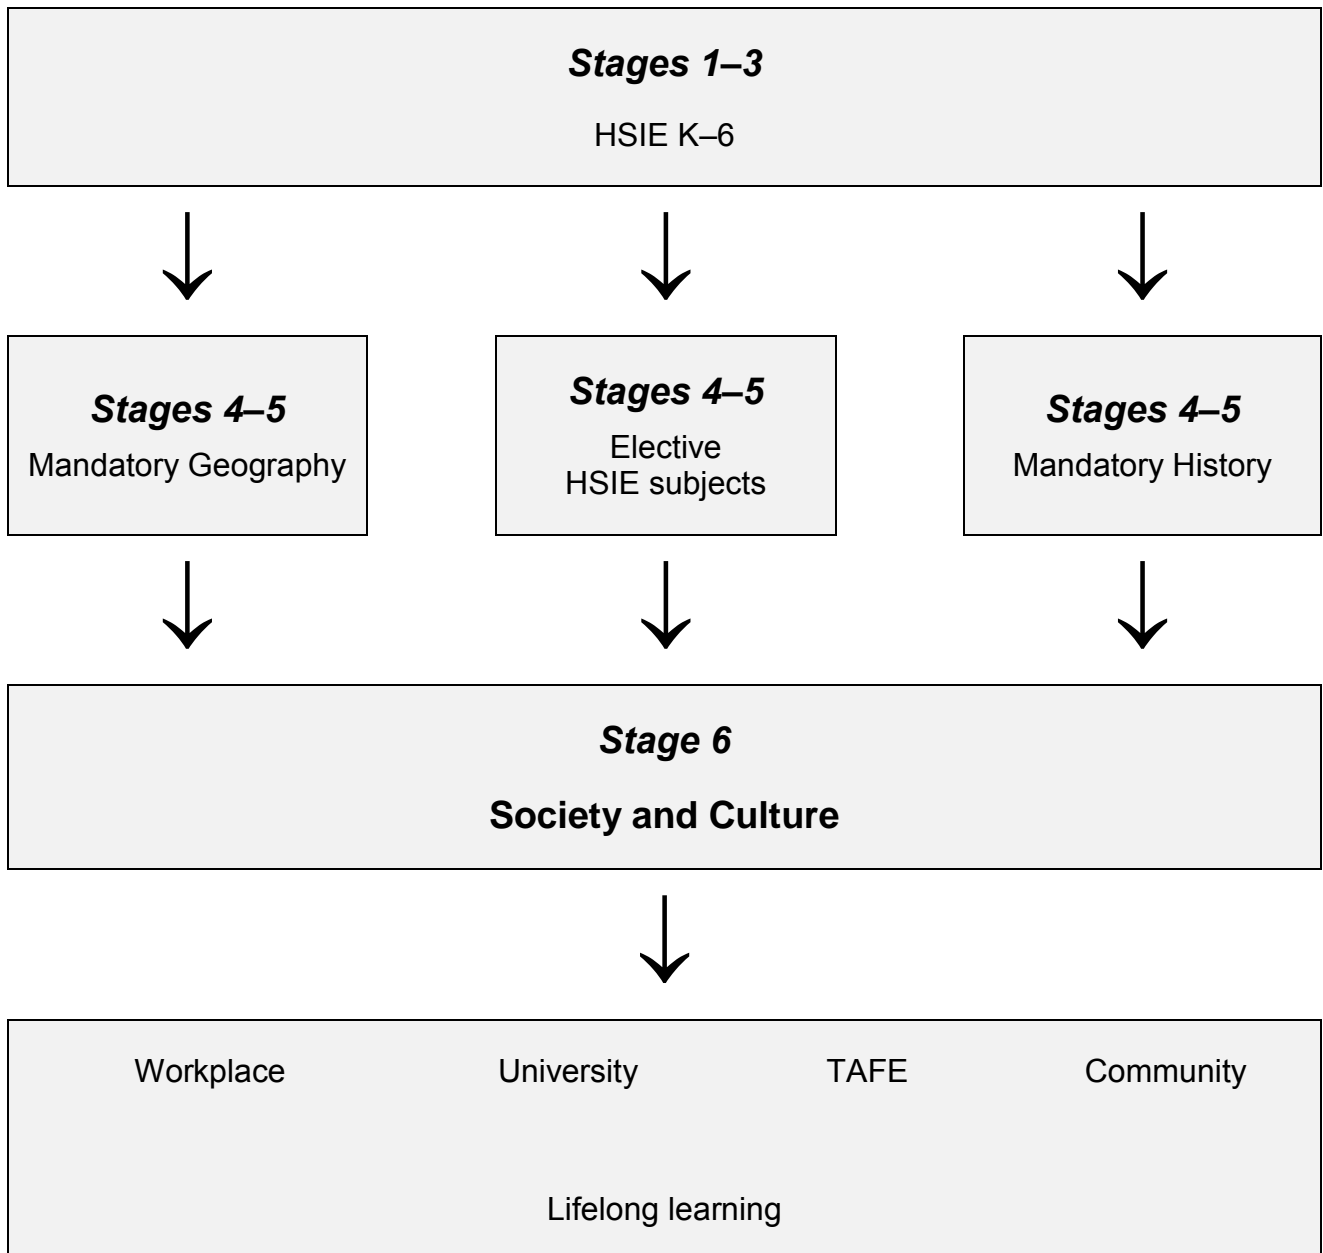 Stages 1–3
HSIE K–6
Stages 4–5
Mandatory Geography
Stages 4–5
Elective
HSIE subjects
Stages 4–5
Mandatory History
Stage 6
Society and Culture
Workplace University TAFE Community
Lifelong learning